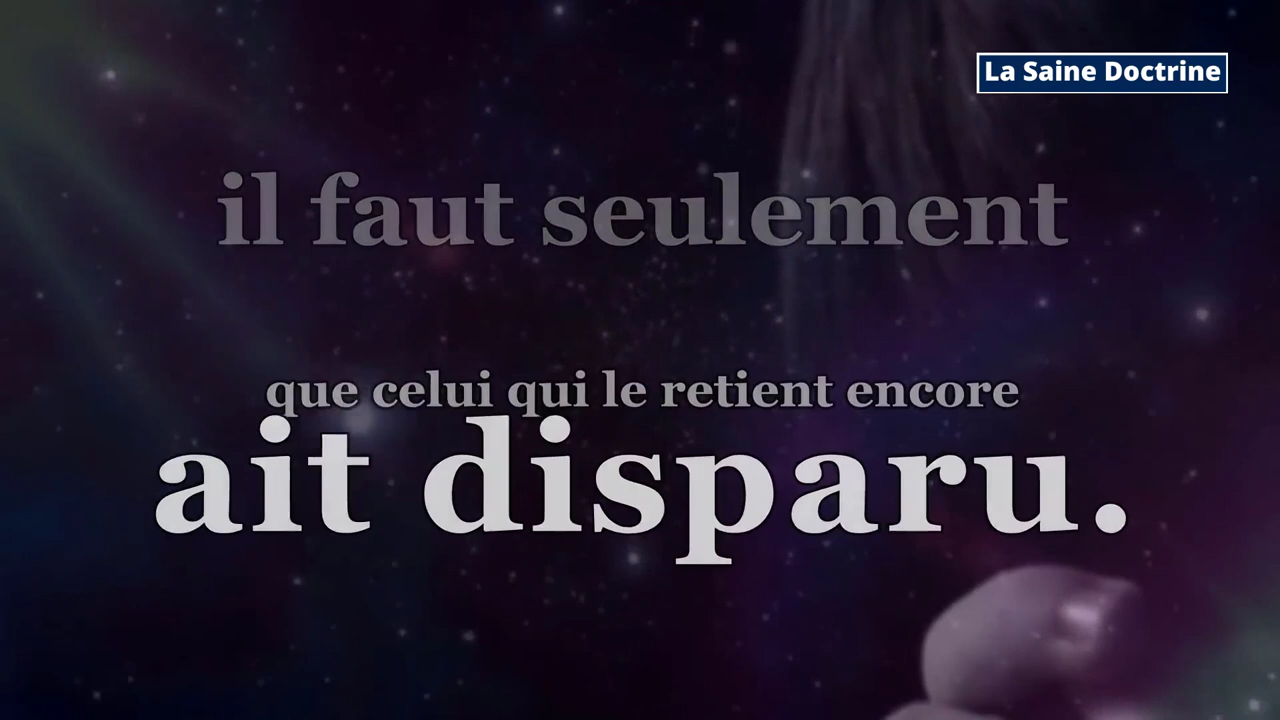 La Saine Doctrine
il faut seulement
que celui qui le retient encore
ait disparu.